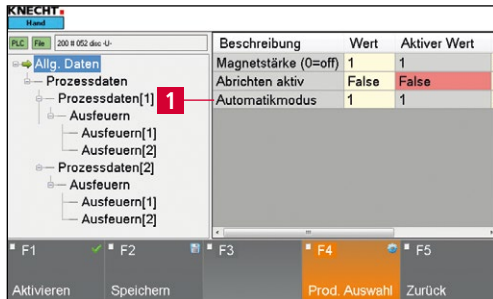 KNECHT
Hand
PLC File 200 II 052 disc -U-
Allg. Daten
Prozessdaten
Prozessdaten[1]
Ausfeuern
Ausfeuern[1]
Ausfeuern[2]
Prozessdaten[2]
Ausfeuern
Ausfeuern[1]
Ausfeuern[2]
1
Beschreibung Wert Aktiver Wert
Magnetstärke (0=off) 1 1
Abrichten aktiv False False
Automatikmodus 1 1
F1 F2 F3 F4 F5
Aktivieren Speichern Prod. Auswahl Zurück